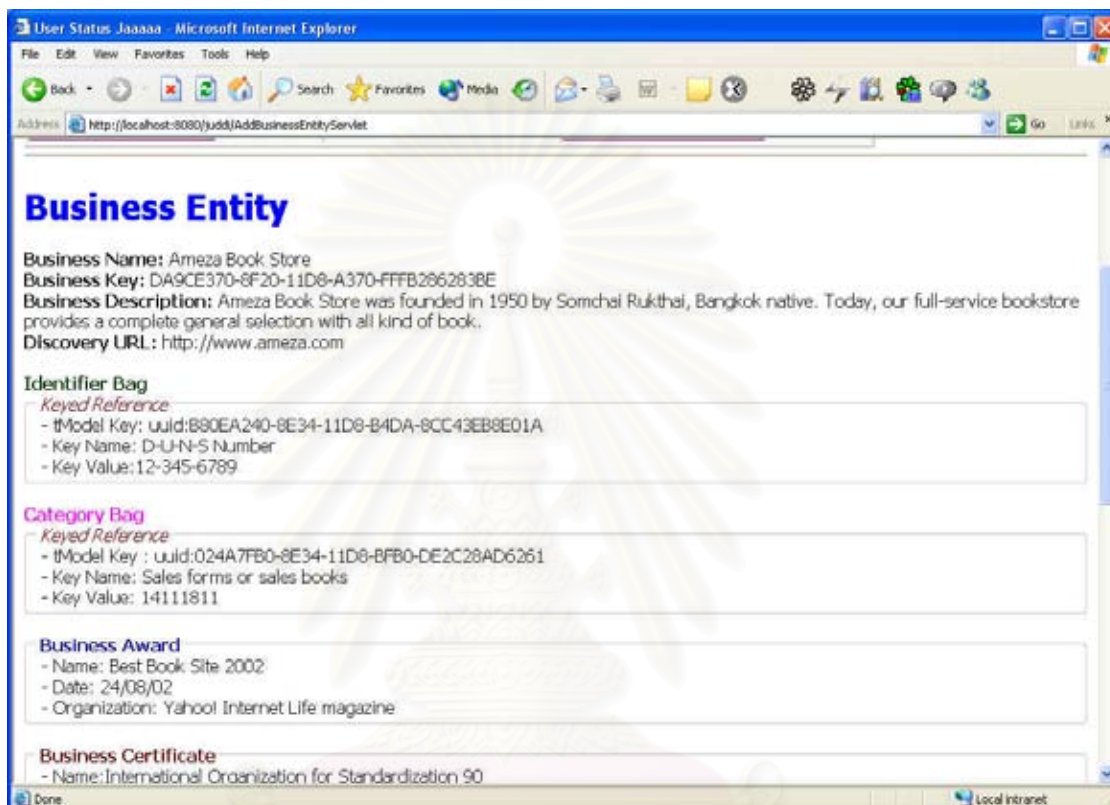 User Status Jaaaaa - Microsoft Internet Explorer
File Edit View Favorites Tools Help
Back Search Favorites Media
Address http://localhost:8080/juddi/AddBusinessEntityServlet Go Links
Business Entity
Business Name: Ameza Book Store
Business Key: DA9CE370-8F20-11D8-A370-FFFB286283BE
Business Description: Ameza Book Store was founded in 1950 by Somchai Rukthai, Bangkok native. Today, our full-service bookstore
provides a complete general selection with all kind of book.
Discovery URL: http://www.ameza.com
Identifier Bag
Keyed Reference
- tModel Key: uuid:B80EA240-8E34-11D8-B4DA-8CC43EB8E01A
- Key Name: D-U-N-S Number
- Key Value:12-345-6789
Category Bag
Keyed Reference
- tModel Key : uuid:024A7FB0-8E34-11D8-BFB0-DE2C28AD6261
- Key Name: Sales forms or sales books
- Key Value: 14111811
Business Award
- Name: Best Book Site 2002
- Date: 24/08/02
- Organization: Yahoo! Internet Life magazine
Business Certificate
- Name:International Organization for Standardization 90
Done Local intranet